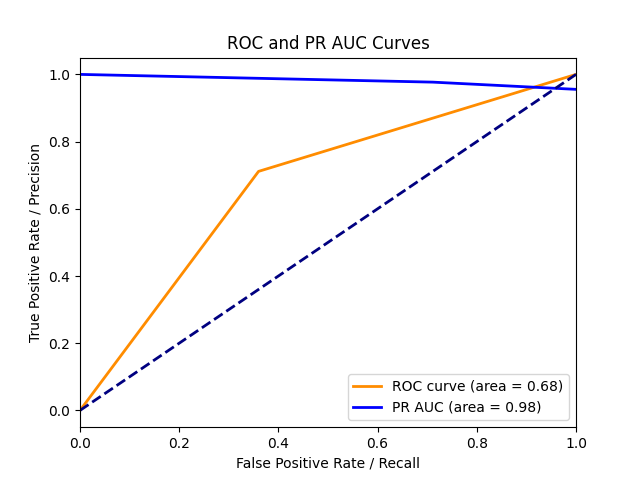 ROC and PR AUC Curves
True Positive Rate / Precision
1.0
0.8
0.6
0.4
0.2
0.0
ROC curve (area = 0.68)
PR AUC (area = 0.98)
0.0 0.2 0.4 0.6 0.8 1.0
False Positive Rate / Recall